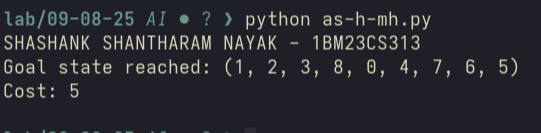 lab/09-08-25 AI ● ? ❯ python as-h-mh.py
SHASHANK SHANTHARAM NAYAK - 1BM23CS313
Goal state reached: (1, 2, 3, 8, 0, 4, 7, 6, 5)
Cost: 5